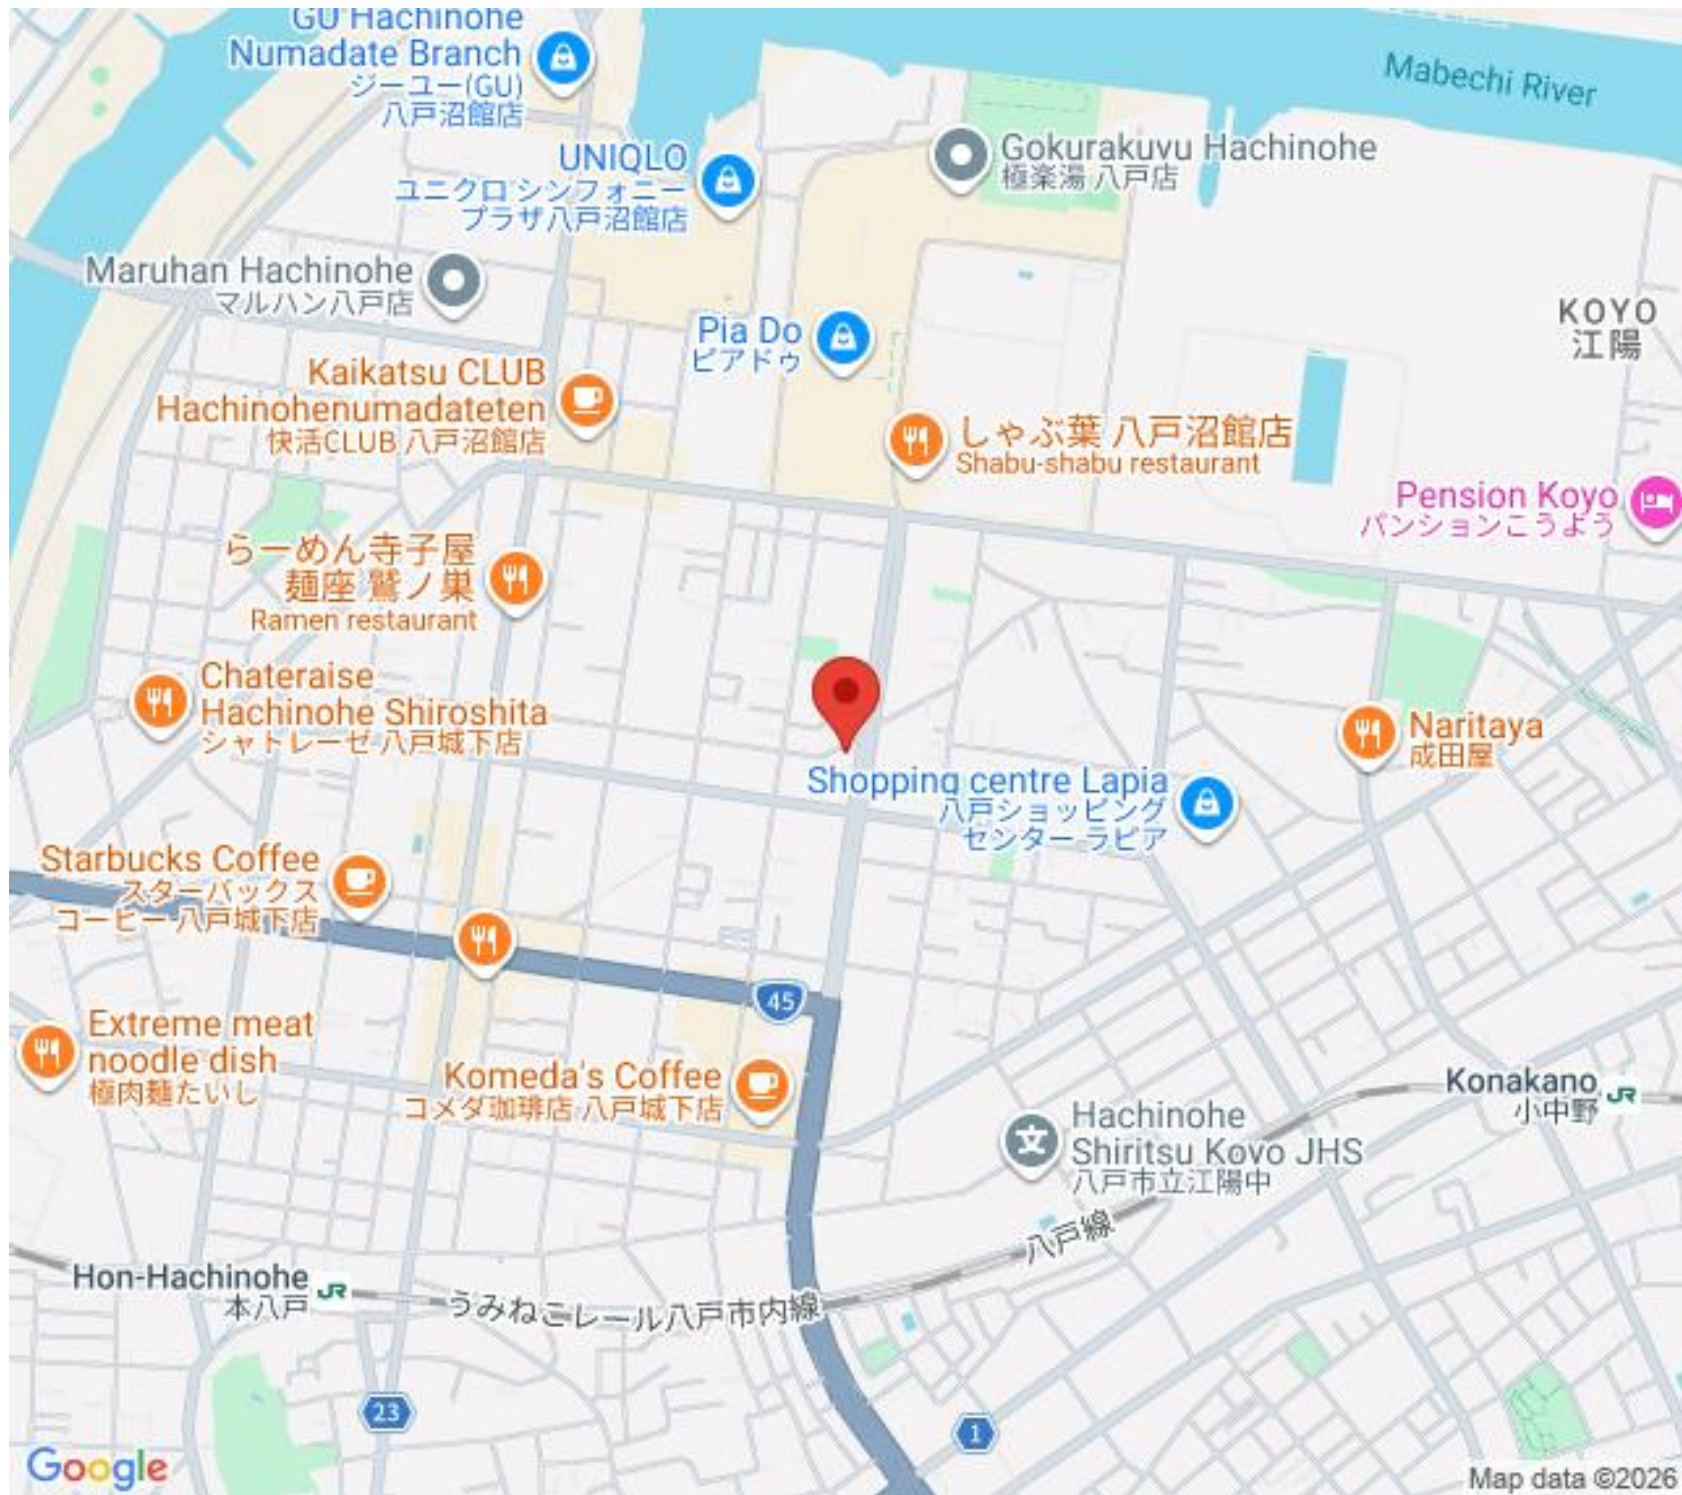 GU Hachinohe
Numadate Branch
ジーユー(GU)
八戸沼館店
Mabechi River
UNIQLO
ユニクロ シンフォニー
プラザ八戸沼館店
Gokurakuyu Hachinohe
極楽湯 八戸店
Maruhan Hachinohe
マルハン八戸店
Pia Do
ピアドゥ
KOYO
江陽
Kaikatsu CLUB
Hachinohenumadateten
快活CLUB 八戸沼館店
しゃぶ葉 八戸沼館店
Shabu-shabu restaurant
Pension Koyo
パンションこうよう
らーめん寺子屋
麺座 鷲ノ巣
Ramen restaurant
Chateraise
Hachinohe Shiroshita
シャトレーゼ 八戸城下店
Naritaya
成田屋
Shopping centre Lapia
八戸ショッピング
センター ラピア
Starbucks Coffee
スターバックス
コーヒー 八戸城下店
45
Extreme meat
noodle dish
極肉麺たいし
Komeda's Coffee
コメダ珈琲店 八戸城下店
Konakano
小中野
JR
Hachinohe
Shiritsu Koyo JHS
八戸市立江陽中
八戸線
Hon-Hachinohe
本八戸
JR
うみねこレール八戸市内線
23
1
Google
Map data ©2026